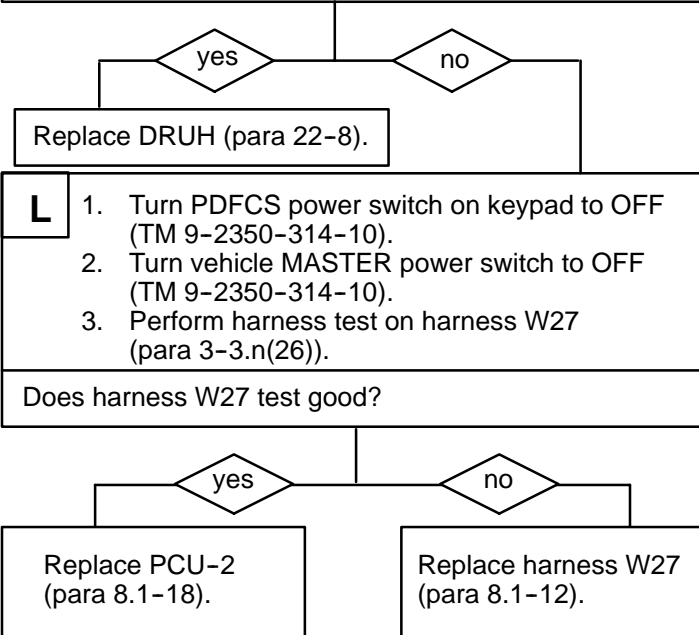 yes
no
Replace DRUH (para 22-8).
L
1. Turn PDFCS power switch on keypad to OFF
(TM 9-2350-314-10).
2. Turn vehicle MASTER power switch to OFF
(TM 9-2350-314-10).
3. Perform harness test on harness W27
(para 3-3.n(26)).
Does harness W27 test good?
yes
no
Replace PCU-2
(para 8.1-18).
Replace harness W27
(para 8.1-12).